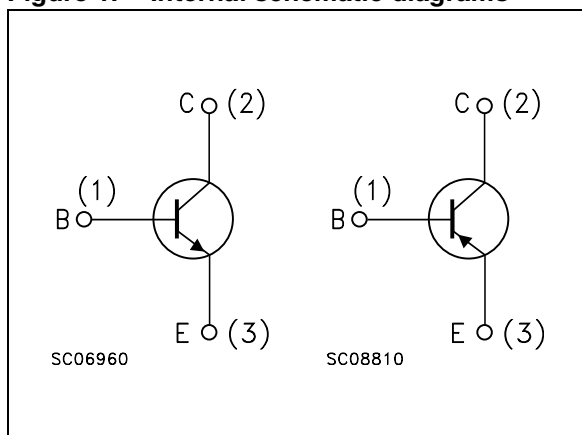 Figure 1. Internal schematic diagrams
C (2)
(1)
B
E (3)
SC06960
C (2)
(1)
B
E (3)
SC08810